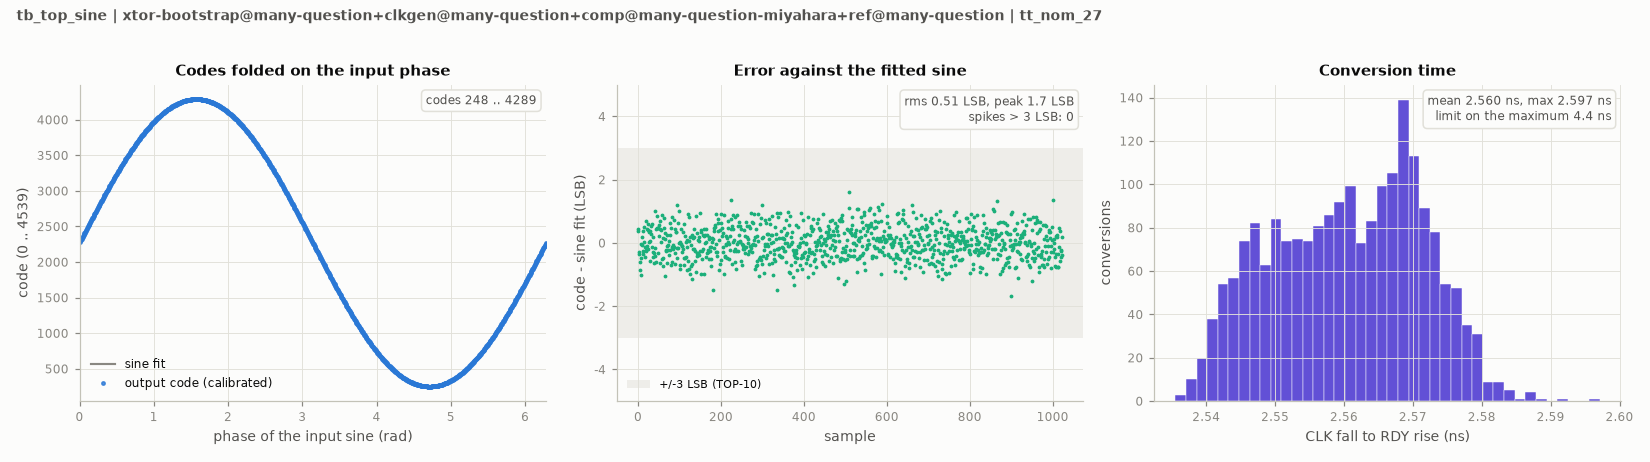 tb_top_sine | xtor-bootstrap@many-question+clkgen@many-question+comp@many-question-miyahara+ref@many-question | tt_nom_27
Codes folded on the input phase
codes 248 .. 4289
code (0 .. 4539)
4000
3500
3000
2500
2000
1500
1000
500
sine fit
output code (calibrated)
0
1
2
3
4
5
6
phase of the input sine (rad)
Error against the fitted sine
rms 0.51 LSB, peak 1.7 LSB
spikes > 3 LSB: 0
code - sine fit (LSB)
4
2
0
-2
-4
+/-3 LSB (TOP-10)
0
200
400
600
800
1000
sample
Conversion time
mean 2.560 ns, max 2.597 ns
limit on the maximum 4.4 ns
conversions
140
120
100
80
60
40
20
0
2.54
2.55
2.56
2.57
2.58
2.59
2.60
CLK fall to RDY rise (ns)